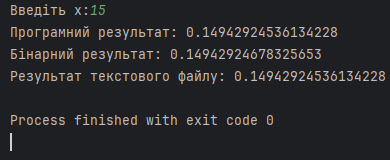 Введіть x:15
Програмний результат: 0.14942924536134228
Бінарний результат: 0.14942924678325653
Результат текстового файлу: 0.14942924536134228
Process finished with exit code 0